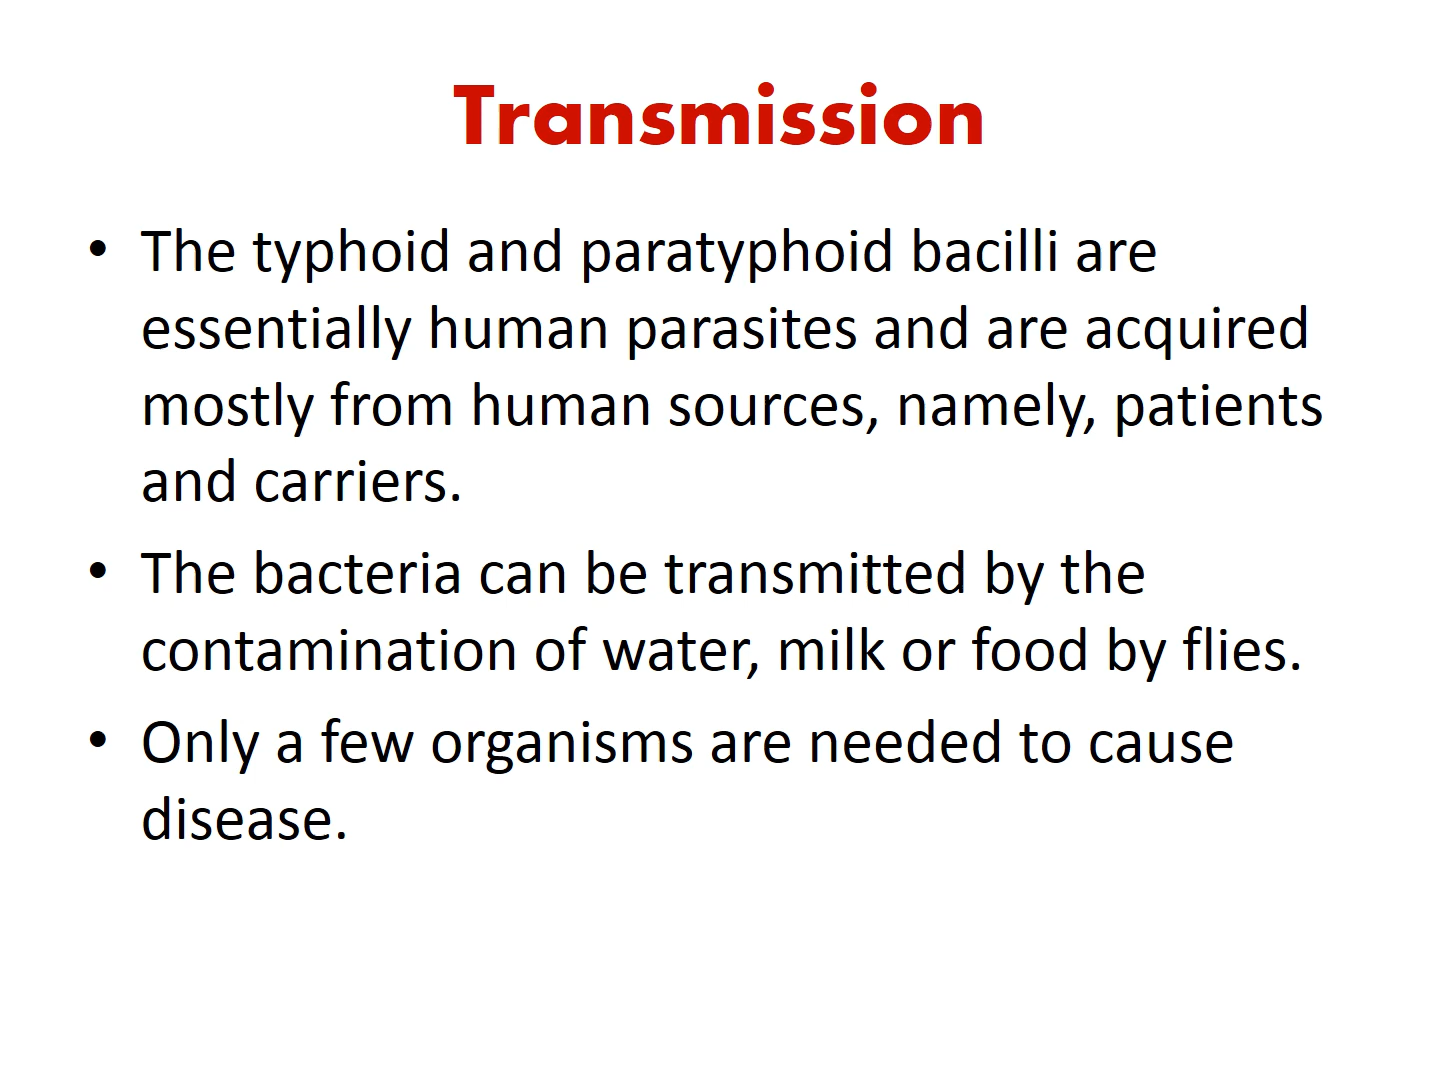 Transmission
• The typhoid and paratyphoid bacilli are
essentially human parasites and are acquired
mostly from human sources, namely, patients
and carriers.
• The bacteria can be transmitted by the
contamination of water, milk or food by flies.
• Only a few organisms are needed to cause
disease.